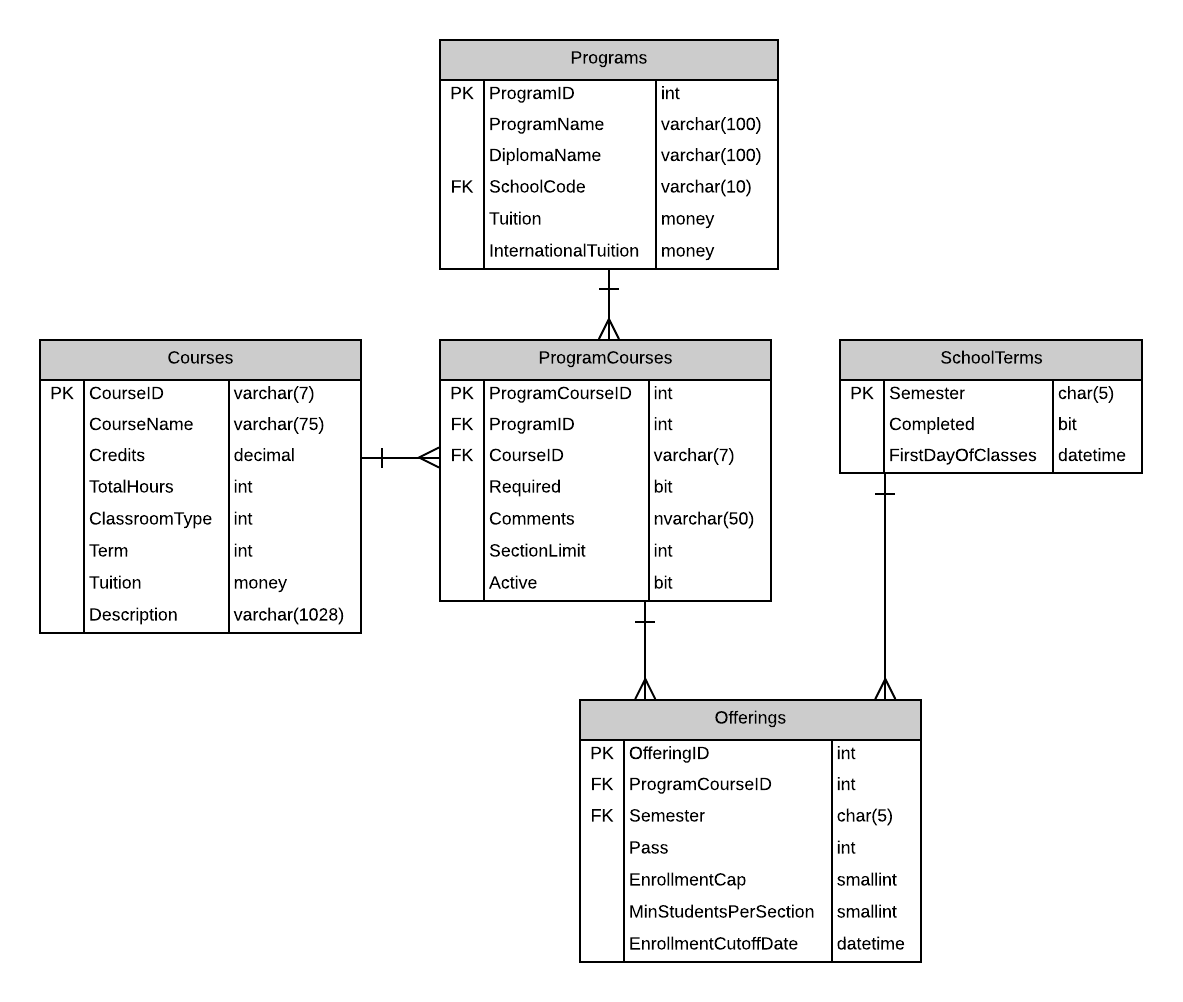 Programs
PK ProgramID int
ProgramName varchar(100)
DiplomaName varchar(100)
FK SchoolCode varchar(10)
Tuition money
InternationalTuition money
Courses
PK CourseID varchar(7)
CourseName varchar(75)
Credits decimal
TotalHours int
ClassroomType int
Term int
Tuition money
Description varchar(1028)
ProgramCourses
PK ProgramCourseID int
FK ProgramID int
FK CourseID varchar(7)
Required bit
Comments nvarchar(50)
SectionLimit int
Active bit
SchoolTerms
PK Semester char(5)
Completed bit
FirstDayOfClasses datetime
Offerings
PK OfferingID int
FK ProgramCourseID int
FK Semester char(5)
Pass int
EnrollmentCap smallint
MinStudentsPerSection smallint
EnrollmentCutoffDate datetime